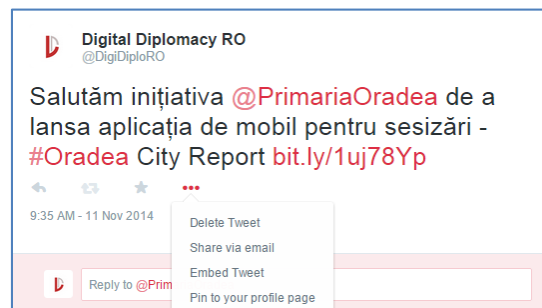 Digital Diplomacy RO
@DigiDiploRO
Salutăm inițiativa @PrimariaOradea de a
lansa aplicația de mobil pentru sesizări -
#Oradea City Report bit.ly/1uj78Yp
9:35 AM - 11 Nov 2014
Delete Tweet
Share via email
Embed Tweet
Pin to your profile page
Reply to @Prim